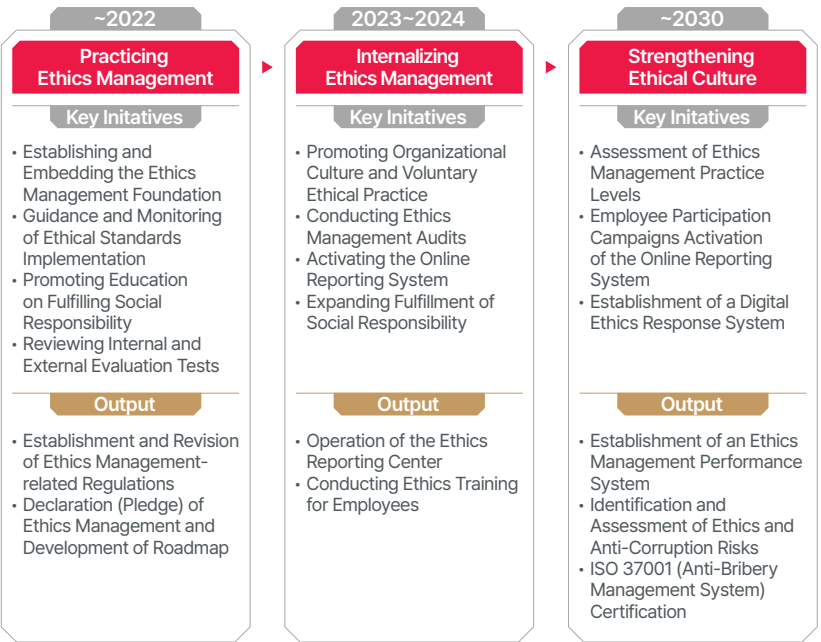 ~2022
Practicing
Ethics Management
Key Initatives
• Establishing and
Embedding the Ethics
Management Foundation
• Guidance and Monitoring
of Ethical Standards
Implementation
• Promoting Education
on Fulfilling Social
Responsibility
• Reviewing Internal and
External Evaluation Tests
Output
• Establishment and Revision
of Ethics Management-
related Regulations
• Declaration (Pledge) of
Ethics Management and
Development of Roadmap
2023~2024
Internalizing
Ethics Management
Key Initatives
• Promoting Organizational
Culture and Voluntary
Ethical Practice
• Conducting Ethics
Management Audits
• Activating the Online
Reporting System
• Expanding Fulfillment of
Social Responsibility
Output
• Operation of the Ethics
Reporting Center
• Conducting Ethics Training
for Employees
~2030
Strengthening
Ethical Culture
Key Initatives
• Assessment of Ethics
Management Practice
Levels
• Employee Participation
Campaigns Activation
of the Online Reporting
System
• Establishment of a Digital
Ethics Response System
Output
• Establishment of an Ethics
Management Performance
System
• Identification and
Assessment of Ethics and
Anti-Corruption Risks
• ISO 37001 (Anti-Bribery
Management System)
Certification